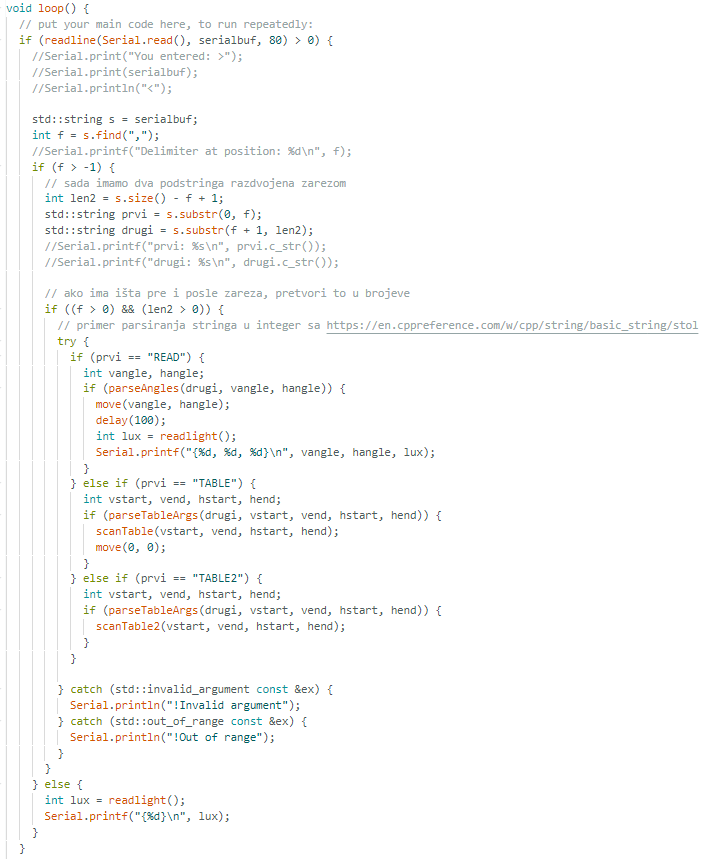 void loop() {
  // put your main code here, to run repeatedly:
  if (readline(Serial.read(), serialbuf, 80) > 0) {
    //Serial.print("You entered: >");
    //Serial.print(serialbuf);
    //Serial.println("<");

    std::string s = serialbuf;
    int f = s.find(",");
    //Serial.printf("Delimiter at position: %d\n", f);
    if (f > -1) {
      // sada imamo dva podstringa razdvojena zarezom
      int len2 = s.size() - f + 1;
      std::string prvi = s.substr(0, f);
      std::string drugi = s.substr(f + 1, len2);
      //Serial.printf("prvi: %s\n", prvi.c_str());
      //Serial.printf("drugi: %s\n", drugi.c_str());

      // ako ima išta pre i posle zareza, pretvori to u brojeve
      if ((f > 0) && (len2 > 0)) {
        // primer parsiranja stringa u integer sa https://en.cppreference.com/w/cpp/string/basic_string/stol
        try {
          if (prvi == "READ") {
            int vangle, hangle;
            if (parseAngles(drugi, vangle, hangle)) {
              move(vangle, hangle);
              delay(100);
              int lux = readlight();
              Serial.printf("{%d, %d, %d}\n", vangle, hangle, lux);
            }
          } else if (prvi == "TABLE") {
            int vstart, vend, hstart, hend;
            if (parseTableArgs(drugi, vstart, vend, hstart, hend)) {
              scanTable(vstart, vend, hstart, hend);
              move(0, 0);
            }
          } else if (prvi == "TABLE2") {
            int vstart, vend, hstart, hend;
            if (parseTableArgs(drugi, vstart, vend, hstart, hend)) {
              scanTable2(vstart, vend, hstart, hend);
            }
          }

        } catch (std::invalid_argument const &ex) {
          Serial.println("!Invalid argument");
        } catch (std::out_of_range const &ex) {
          Serial.println("!Out of range");
        }
      }
    } else {
      int lux = readlight();
      Serial.printf("{%d}\n", lux);
    }
  }